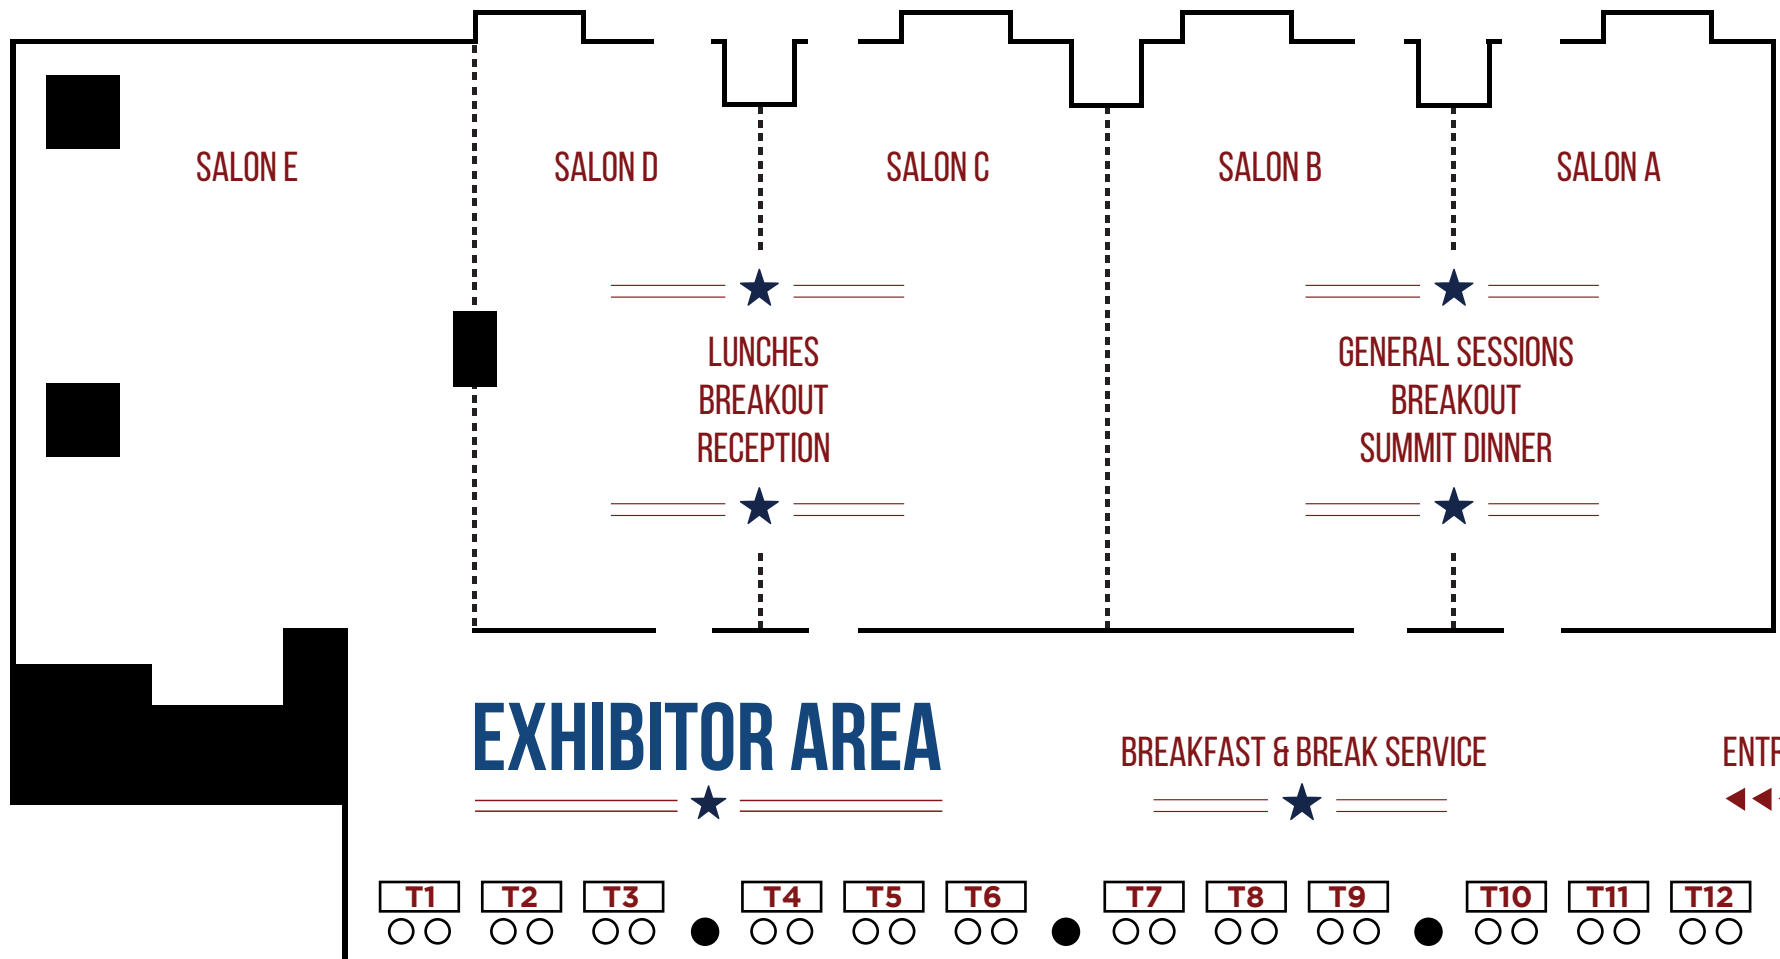 SALON E
SALON D
SALON C
SALON B
SALON A
LUNCHES
BREAKOUT
RECEPTION
GENERAL SESSIONS
BREAKOUT
SUMMIT DINNER
EXHIBITOR AREA
BREAKFAST & BREAK SERVICE
T1
T2
T3
T4
T5
T6
T7
T8
T9
T10
T11
T12